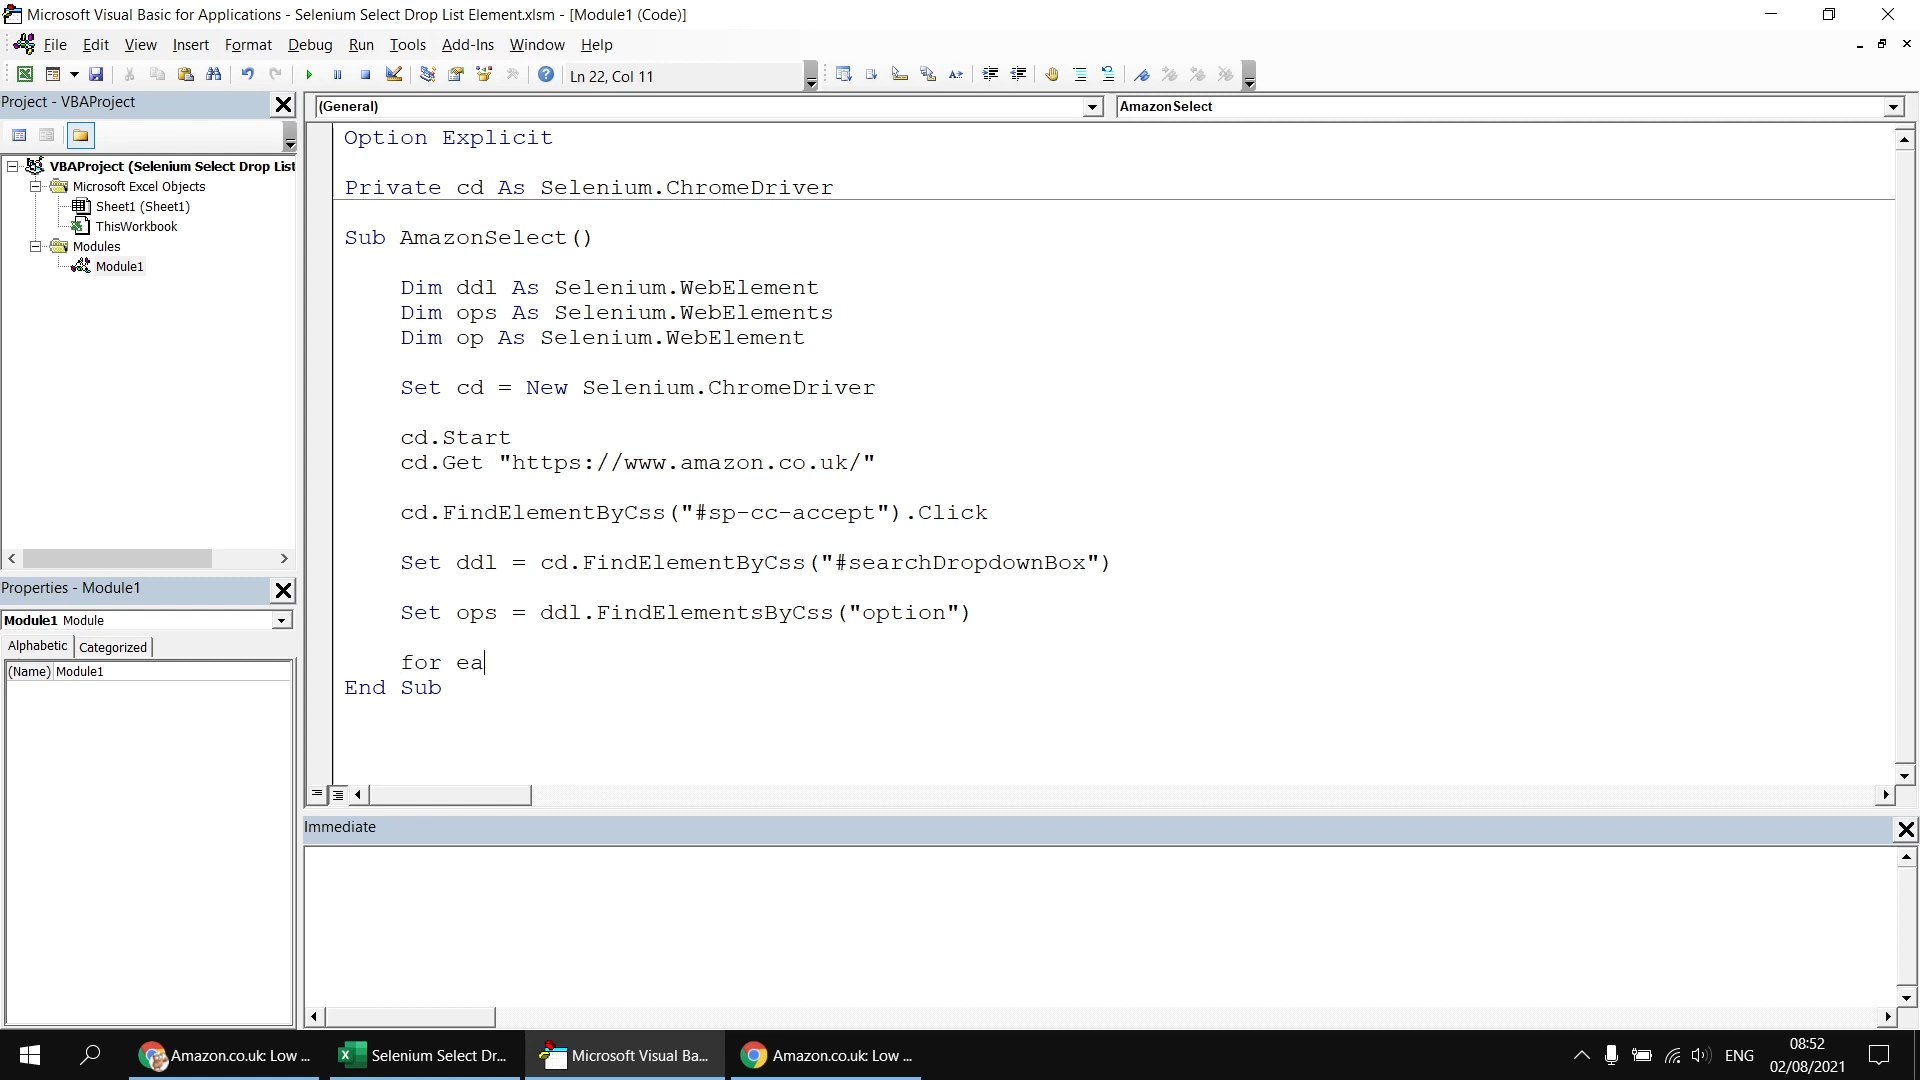 Microsoft Visual Basic for Applications - Selenium Select Drop List Element.xlsm - [Module1 (Code)]
File Edit View Insert Format Debug Run Tools Add-Ins Window Help
Ln 22, Col 11
Project - VBAProject
(General)
AmazonSelect
VBAProject (Selenium Select Drop List
Microsoft Excel Objects
Sheet1 (Sheet1)
ThisWorkbook
Modules
Module1
Properties - Module1
Module1 Module
Alphabetic Categorized
(Name) Module1
Option Explicit
Private cd As Selenium.ChromeDriver
Sub AmazonSelect()
Dim ddl As Selenium.WebElement
Dim ops As Selenium.WebElements
Dim op As Selenium.WebElement
Set cd = New Selenium.ChromeDriver
cd.Start
cd.Get "https://www.amazon.co.uk/"
cd.FindElementByCss("#sp-cc-accept").Click
Set ddl = cd.FindElementByCss("#searchDropdownBox")
Set ops = ddl.FindElementsByCss("option")
for ea
End Sub
Immediate
Amazon.co.uk: Low ...
Selenium Select Dr...
Microsoft Visual Ba...
Amazon.co.uk: Low ...
ENG
08:52
02/08/2021